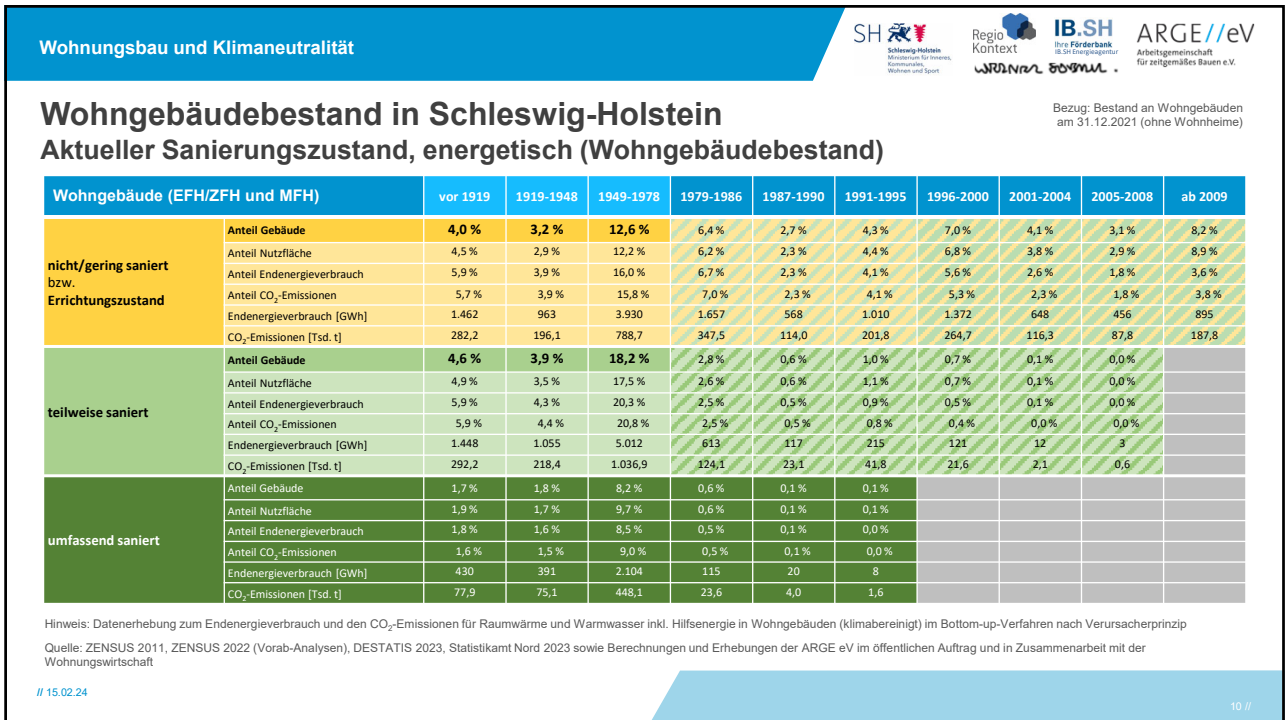 Wohnungsbau und Klimaneutralität
SH
Schleswig-Holstein
Ministerium für Inneres,
Kommunales,
Wohnen und Sport
Regio
Kontext
IB.SH
Ihre Förderbank
IB.SH Energieagentur
ARGE//eV
Arbeitsgemeinschaft
für zeitgemäßes Bauen e.V.
Wohngebäudebestand in Schleswig-Holstein
Aktueller Sanierungszustand, energetisch (Wohngebäudebestand)
Bezug: Bestand an Wohngebäuden
am 31.12.2021 (ohne Wohnheime)
Wohngebäude (EFH/ZFH und MFH) vor 1919 1919-1948 1949-1978 1979-1986 1987-1990 1991-1995 1996-2000 2001-2004 2005-2008 ab 2009
nicht/gering saniert
bzw.
Errichtungszustand
Anteil Gebäude 4,0 % 3,2 % 12,6 % 6,4 % 2,7 % 4,3 % 7,0 % 4,1 % 3,1 % 8,2 %
Anteil Nutzfläche 4,5 % 2,9 % 12,2 % 6,2 % 2,3 % 4,4 % 6,8 % 3,8 % 2,9 % 8,9 %
Anteil Endenergieverbrauch 5,9 % 3,9 % 16,0 % 6,7 % 2,3 % 4,1 % 5,6 % 2,6 % 1,8 % 3,6 %
Anteil CO₂-Emissionen 5,7 % 3,9 % 15,8 % 7,0 % 2,3 % 4,1 % 5,3 % 2,3 % 1,8 % 3,8 %
Endenergieverbrauch [GWh] 1.462 963 3.930 1.657 568 1.010 1.372 648 456 895
CO₂-Emissionen [Tsd. t] 282,2 196,1 788,7 347,5 114,0 201,8 264,7 116,3 87,8 187,8
teilweise saniert
Anteil Gebäude 4,6 % 3,9 % 18,2 % 2,8 % 0,6 % 1,0 % 0,7 % 0,1 % 0,0 %
Anteil Nutzfläche 4,9 % 3,5 % 17,5 % 2,6 % 0,6 % 1,1 % 0,7 % 0,1 % 0,0 %
Anteil Endenergieverbrauch 5,9 % 4,3 % 20,3 % 2,5 % 0,5 % 0,9 % 0,5 % 0,1 % 0,0 %
Anteil CO₂-Emissionen 5,9 % 4,4 % 20,8 % 2,5 % 0,5 % 0,8 % 0,4 % 0,0 % 0,0 %
Endenergieverbrauch [GWh] 1.448 1.055 5.012 613 117 215 121 12 3
CO₂-Emissionen [Tsd. t] 292,2 218,4 1.036,9 124,1 23,1 41,8 21,6 2,1 0,6
umfassend saniert
Anteil Gebäude 1,7 % 1,8 % 8,2 % 0,6 % 0,1 % 0,1 %
Anteil Nutzfläche 1,9 % 1,7 % 9,7 % 0,6 % 0,1 % 0,1 %
Anteil Endenergieverbrauch 1,8 % 1,6 % 8,5 % 0,5 % 0,1 % 0,0 %
Anteil CO₂-Emissionen 1,6 % 1,5 % 9,0 % 0,5 % 0,1 % 0,0 %
Endenergieverbrauch [GWh] 430 391 2.104 115 20 8
CO₂-Emissionen [Tsd. t] 77,9 75,1 448,1 23,6 4,0 1,6
Hinweis: Datenerhebung zum Endenergieverbrauch und den CO₂-Emissionen für Raumwärme und Warmwasser inkl. Hilfsenergie in Wohngebäuden (klimabereinigt) im Bottom-up-Verfahren nach Verursacherprinzip
Quelle: ZENSUS 2011, ZENSUS 2022 (Vorab-Analysen), DESTATIS 2023, Statistikamt Nord 2023 sowie Berechnungen und Erhebungen der ARGE eV im öffentlichen Auftrag und in Zusammenarbeit mit der
Wohnungswirtschaft
// 15.02.24
10 //